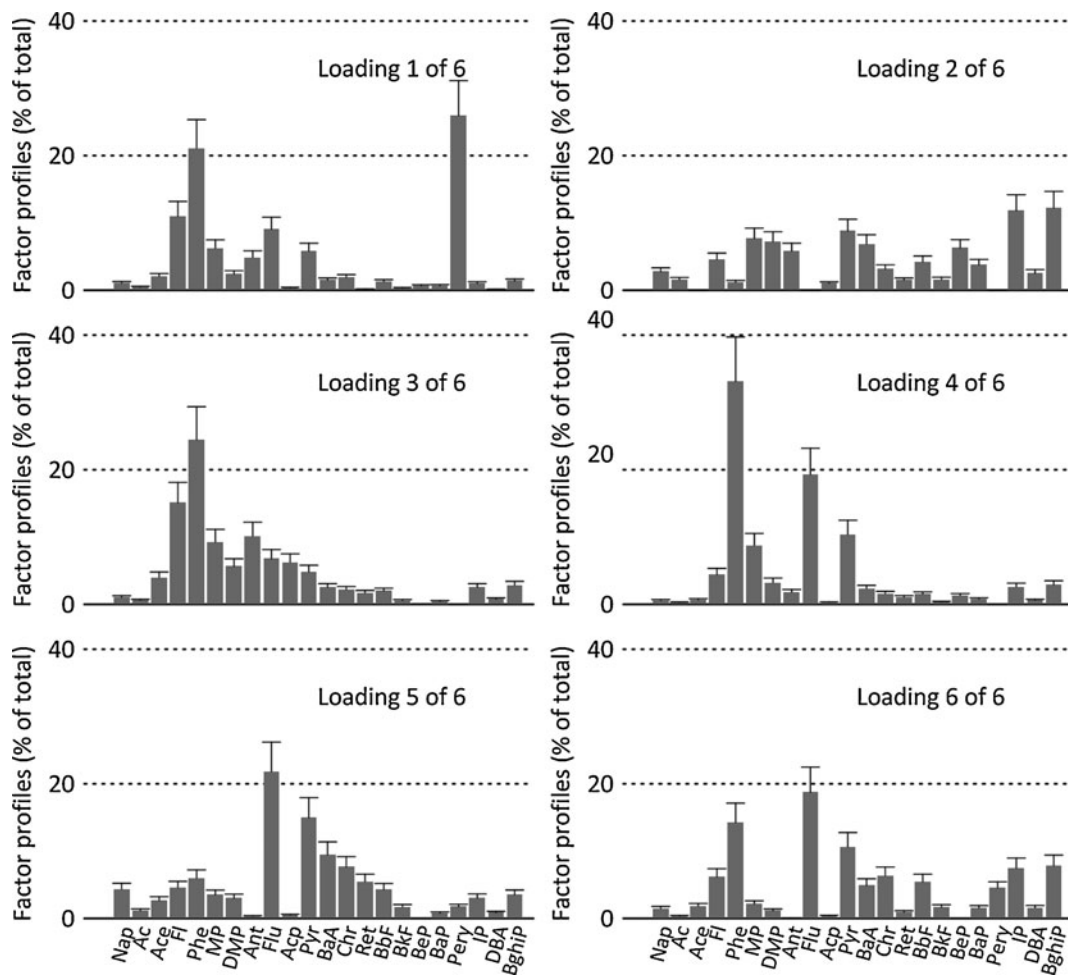 Factor profiles (% of total)
40
20
0
Loading 1 of 6
Factor profiles (% of total)
40
20
0
Loading 2 of 6
Factor profiles (% of total)
40
20
0
Loading 3 of 6
Factor profiles (% of total)
40
20
0
Loading 4 of 6
Factor profiles (% of total)
40
20
0
Loading 5 of 6
Nap Ac Ace Fl Phe MP DMP Ant Flu Acp Pyr BaA Chr Ret BbF BkF BeP BaP Pery IP DBA BghiP
Factor profiles (% of total)
40
20
0
Loading 6 of 6
Nap Ac Ace Fl Phe MP DMP Ant Flu Acp Pyr BaA Chr Ret BbF BkF BeP BaP Pery IP DBA BghiP